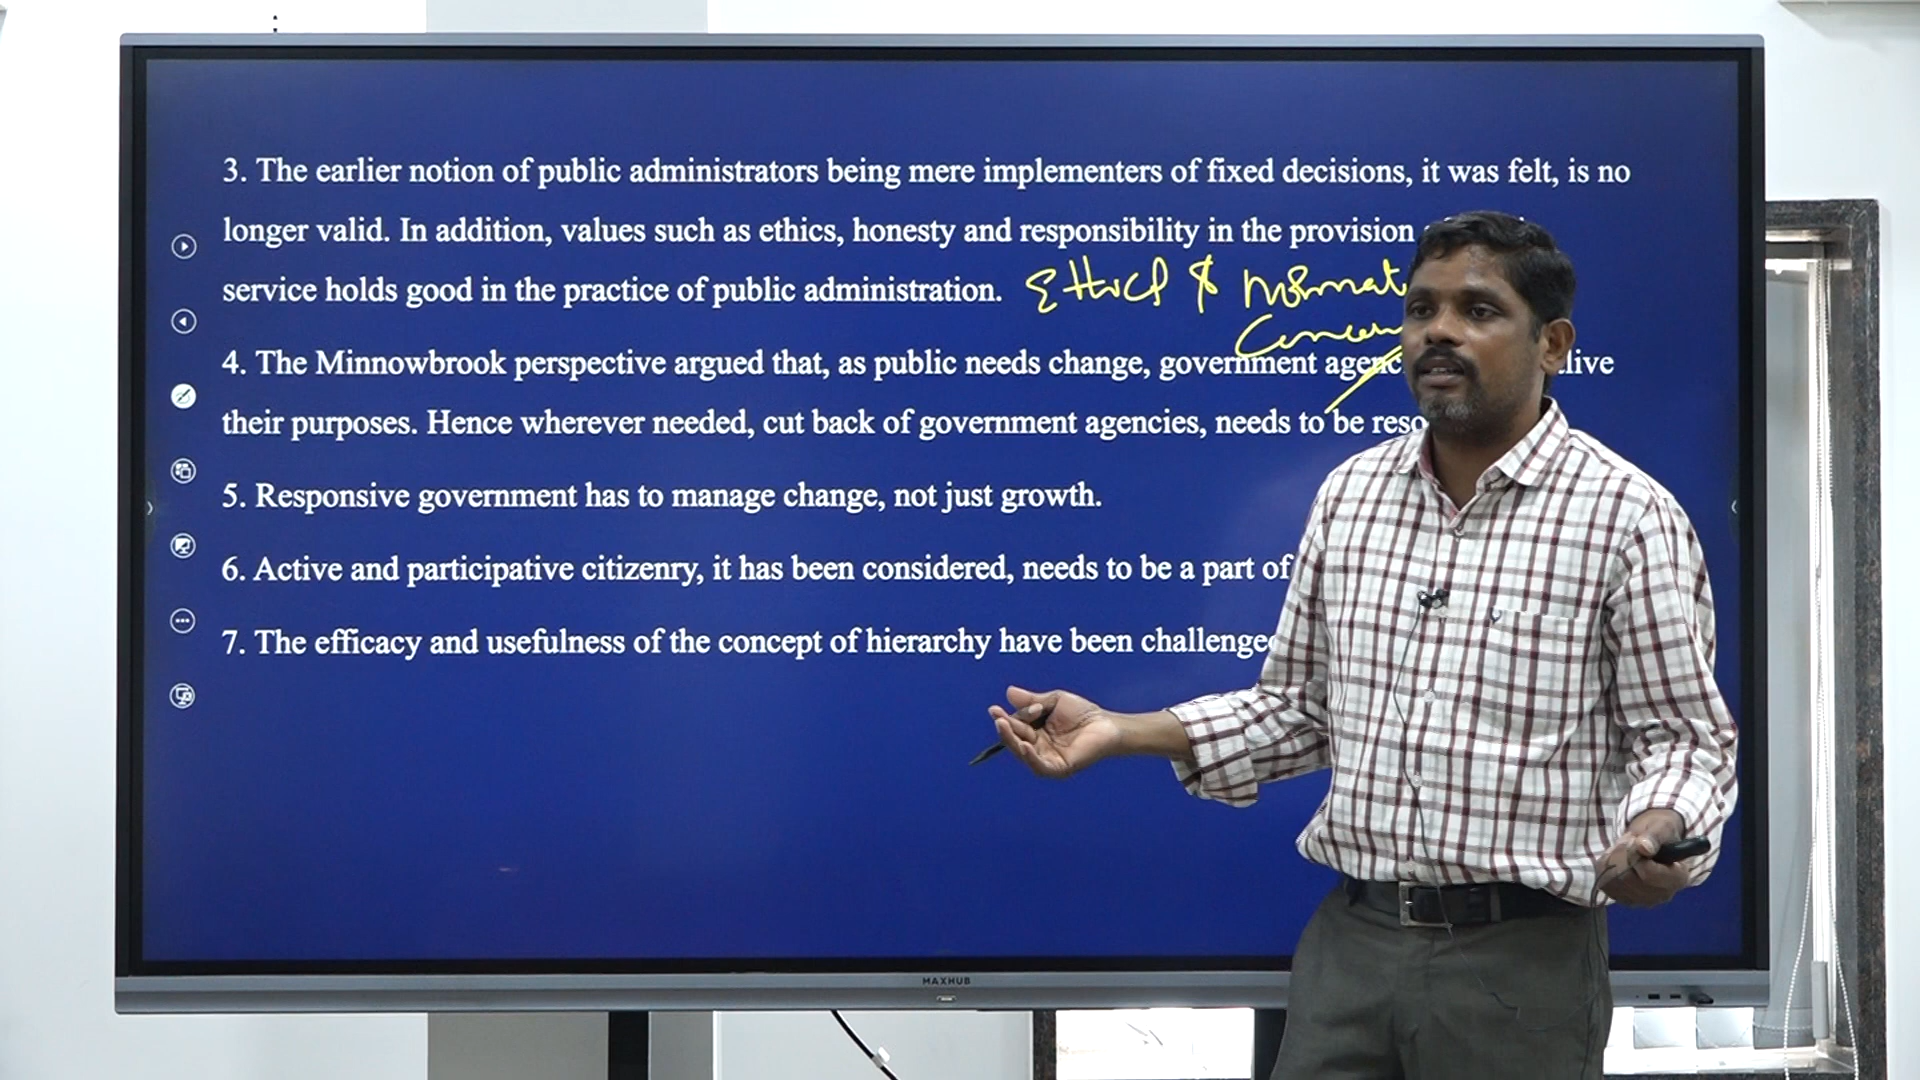 3. The earlier notion of public administrators being mere implementers of fixed decisions, it was felt, is no
longer valid. In addition, values such as ethics, honesty and responsibility in the provision
service holds good in the practice of public administration. Ethical &
4. The Minnowbrook perspective argued that, as public needs change, government
their purposes. Hence wherever needed, cut back of government agencies, needs to be
5. Responsive government has to manage change, not just growth.
6. Active and participative citizenry, it has been considered, needs to be a part of
7. The efficacy and usefulness of the concept of hierarchy have been challenged
MAXHUB